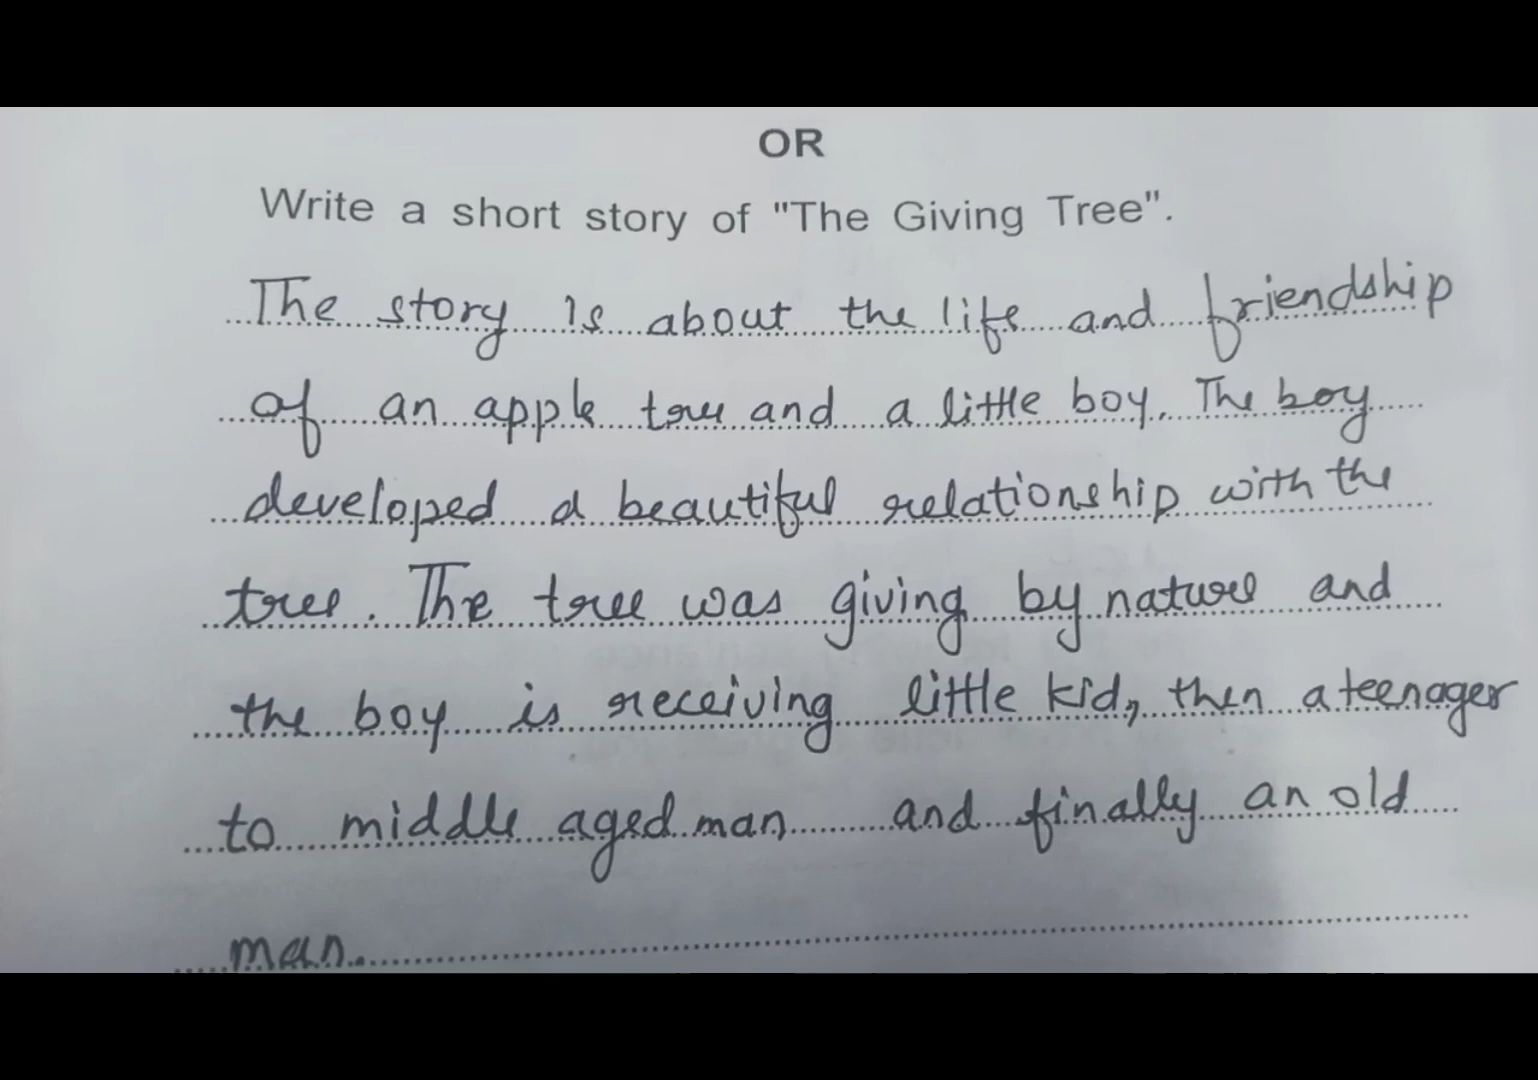 OR
Write a short story of "The Giving Tree".
The story is about the life and friendship
of an apple tree and a little boy. The boy
developed a beautiful relationship with the
tree. The tree was giving by nature and
the boy is receiving little kid, then a teenager
to middle aged man and finally an old
man.